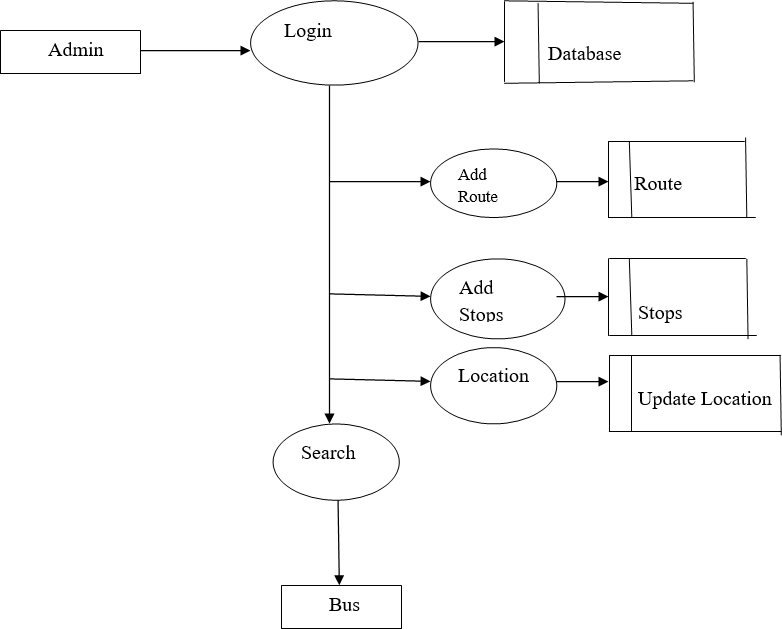 Admin
Login
Database
Add
Route
Route
Add
Stops
Stops
Location
Update Location
Search
Bus